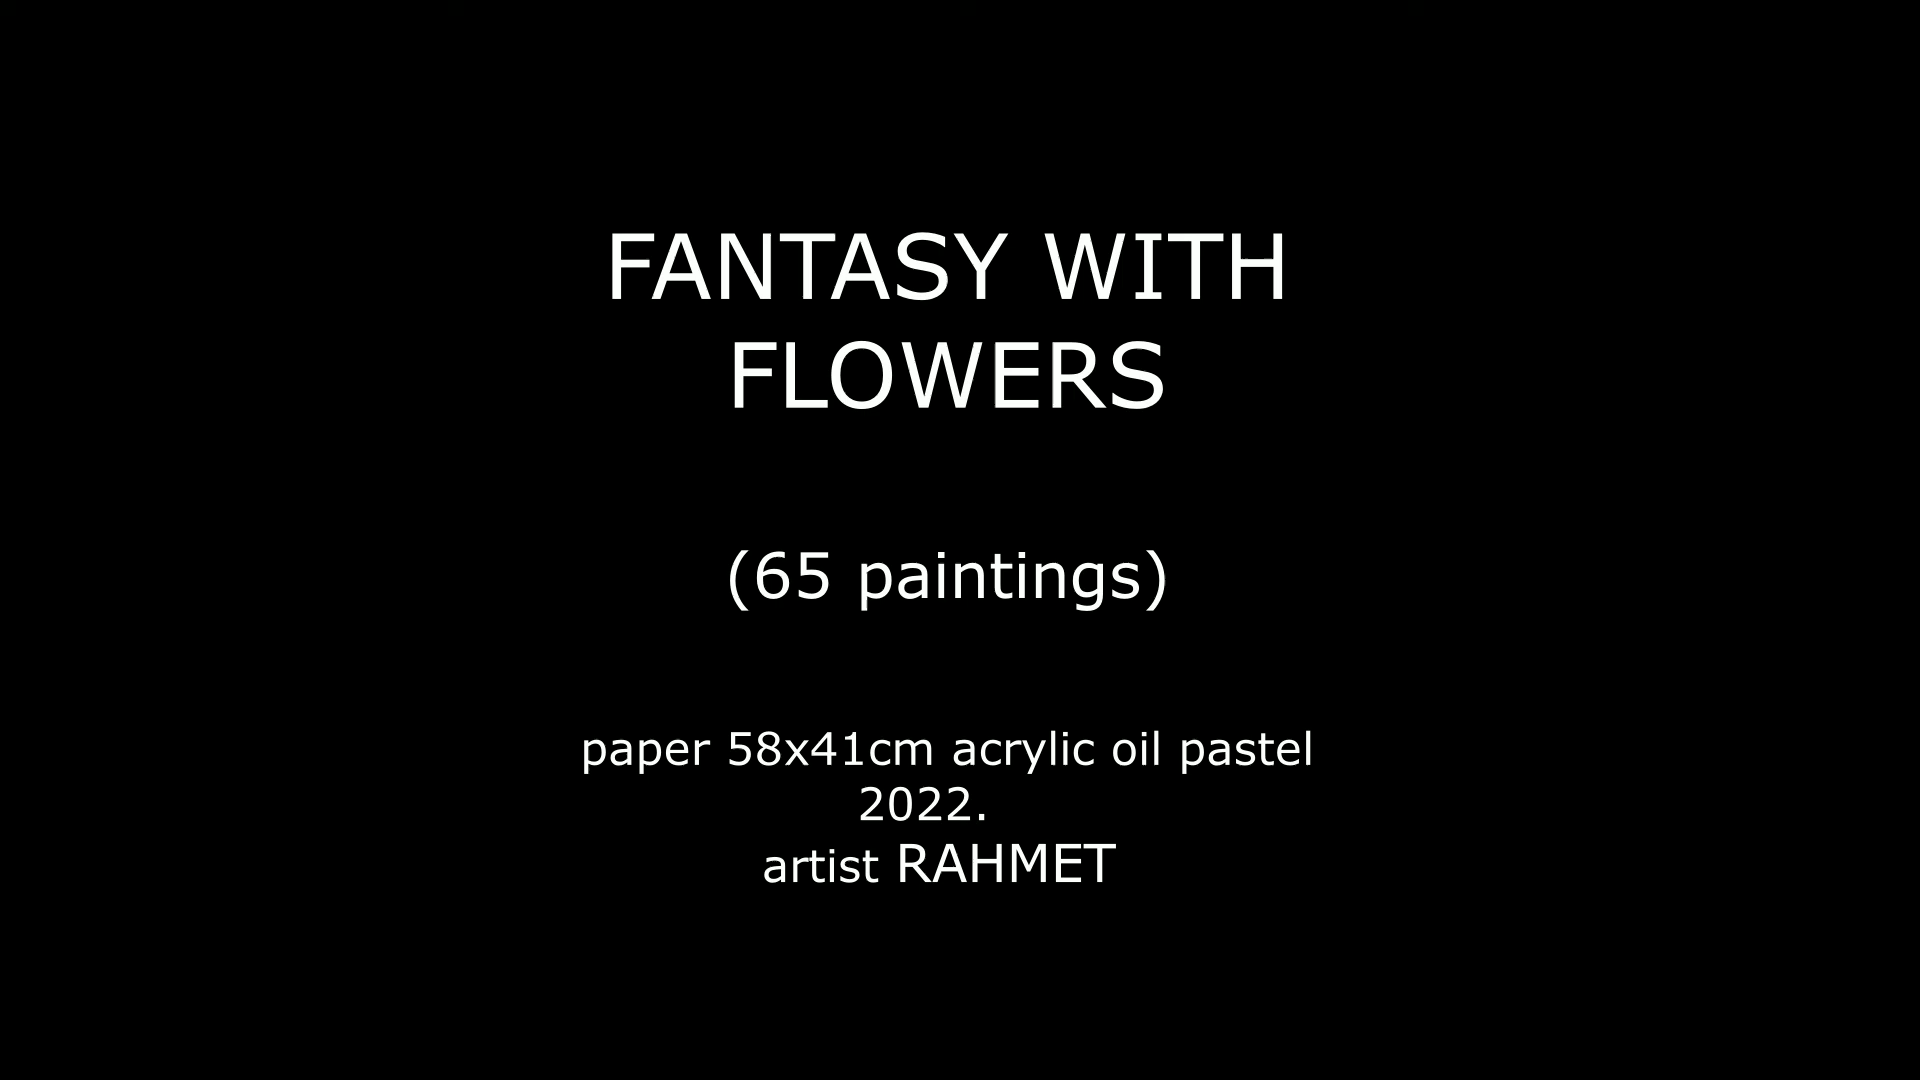 FANTASY WITH
FLOWERS
(65 paintings)
paper 58x41cm acrylic oil pastel
2022.
artist RAHMET